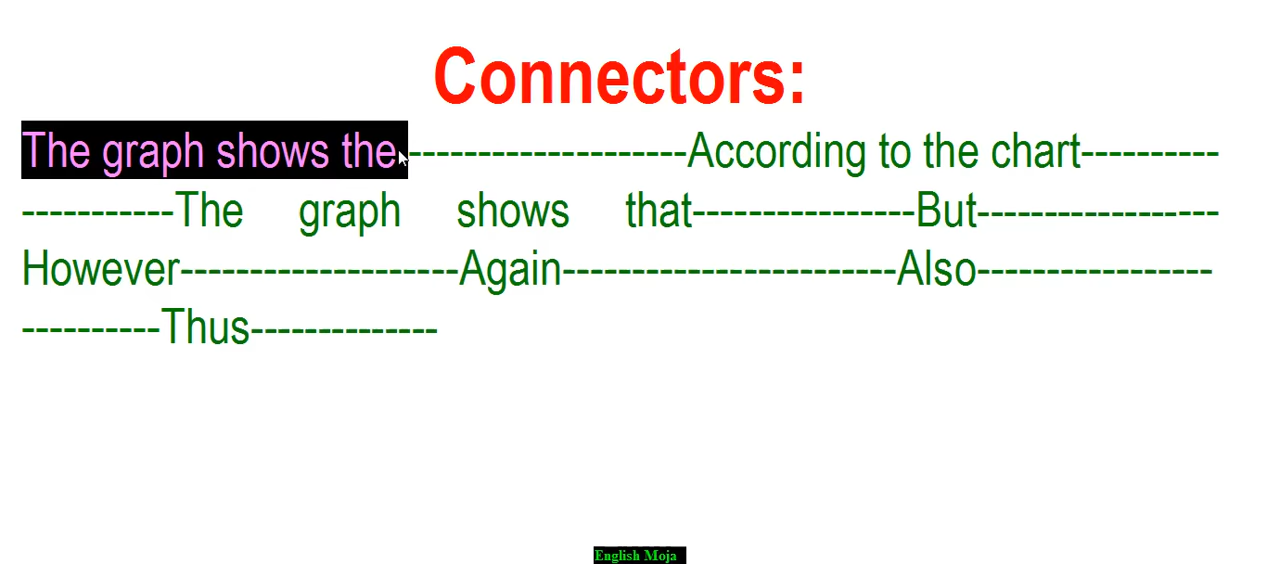 Connectors:
The graph shows the---------------------According to the chart----------
-----------The graph shows that----------------But------------------
However--------------------Again------------------------Also-----------------
----------Thus--------------
English Moja